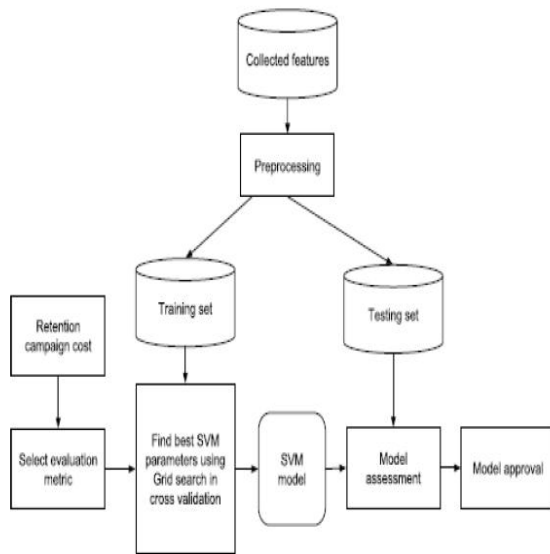 Collected features
Preprocessing
Training set
Testing set
Retention
campaign cost
Select evaluation
metric
Find best SVM
parameters using
Grid search in
cross validation
SVM
model
Model
assessment
Model approval